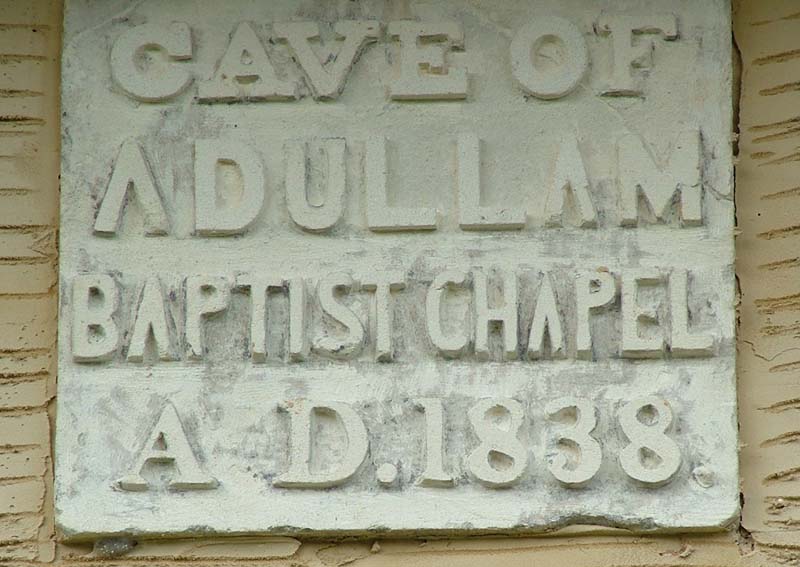 CAVE OF
ADULLAM
BAPTIST CHAPEL
A D. 1838.